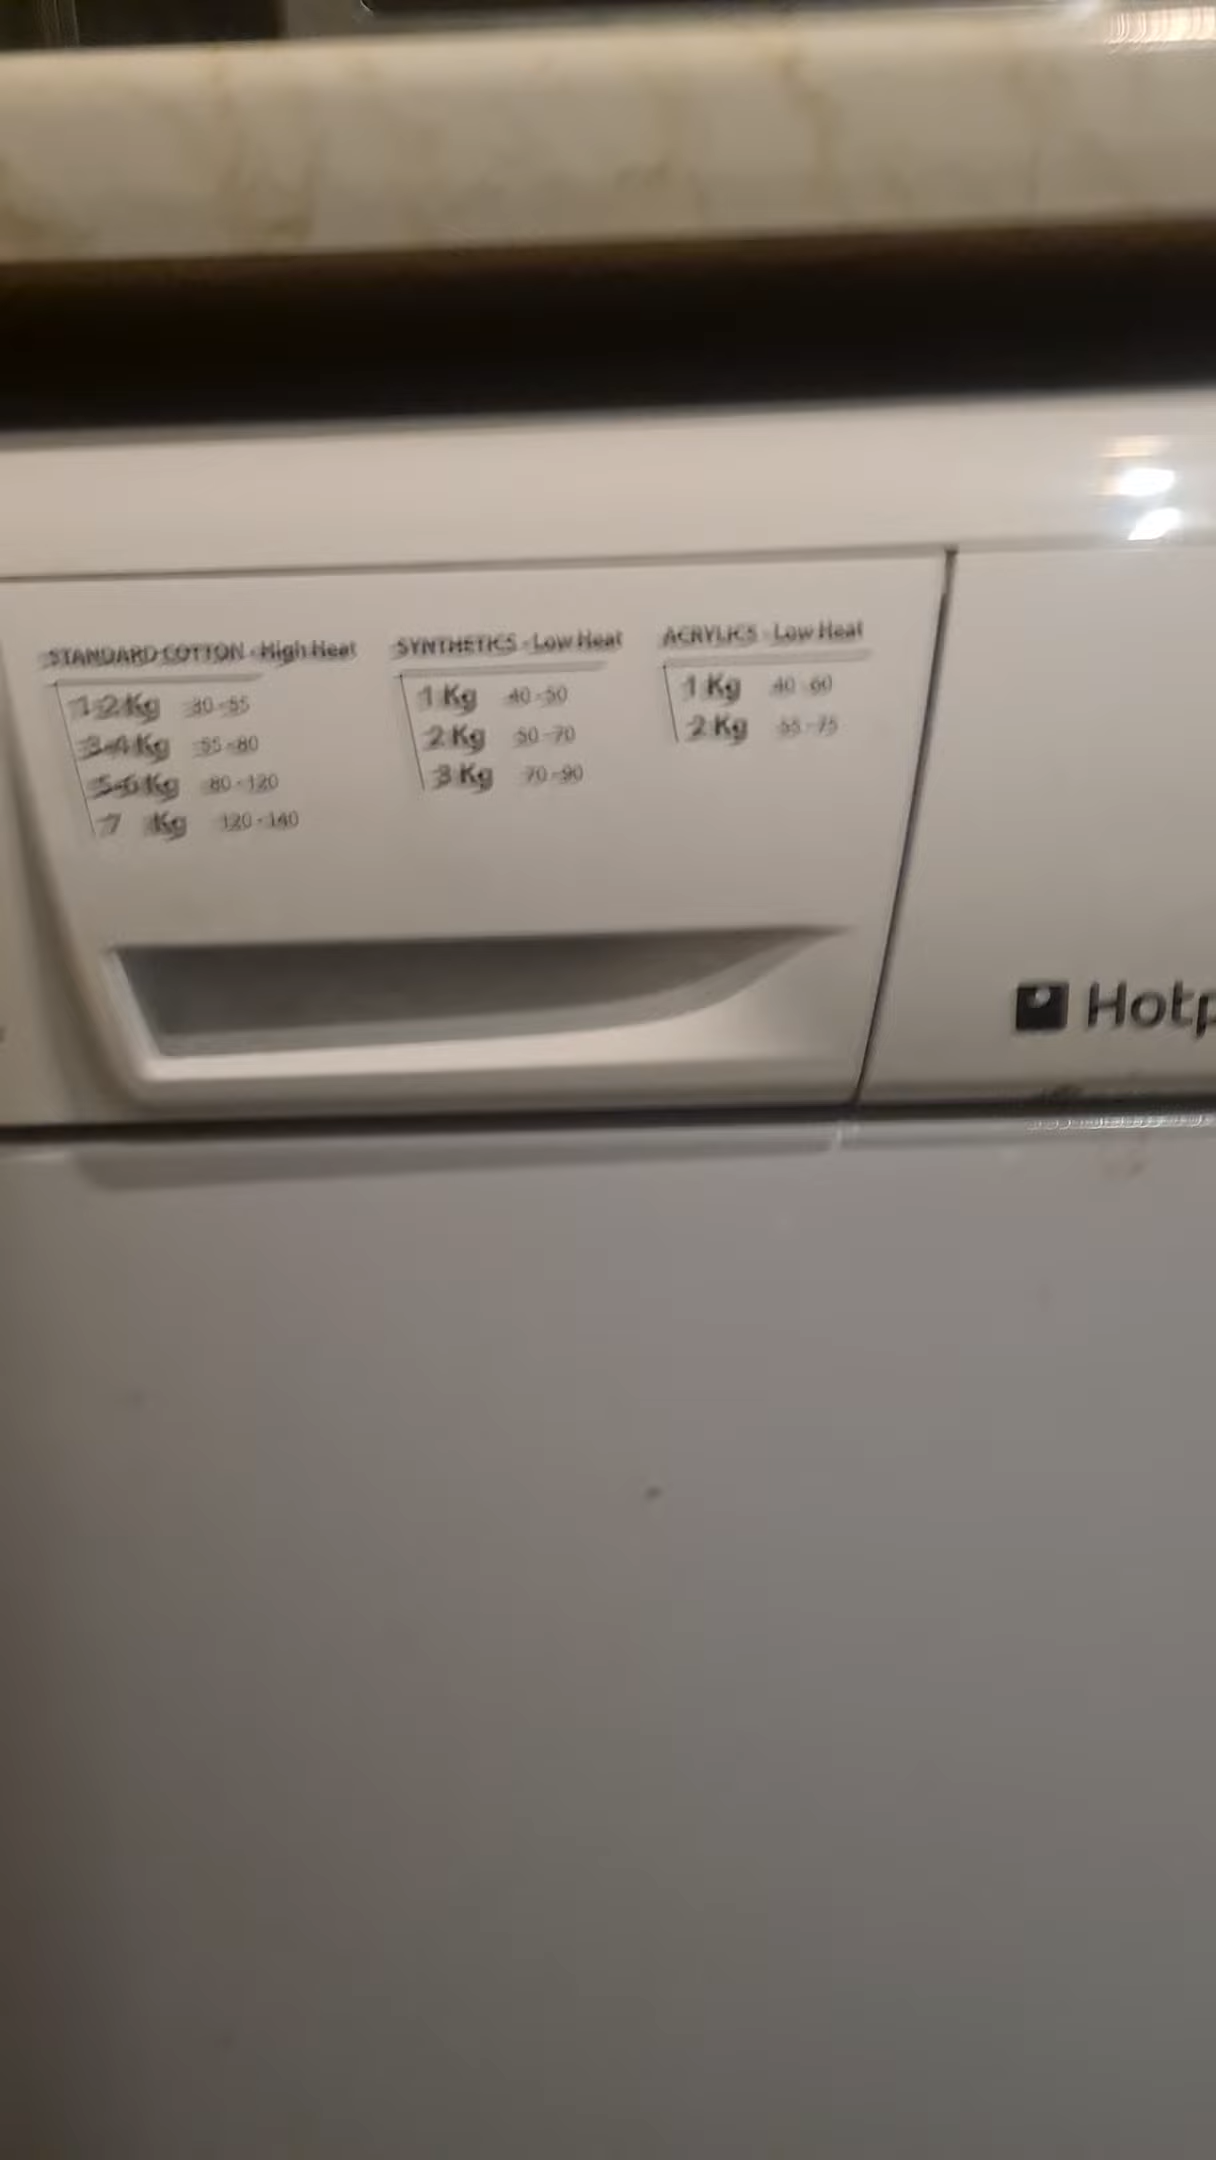 STANDARD COTTON - High Heat
1-2 Kg 30-55
3-4 Kg 55-80
5-6 Kg 80-120
7 Kg 120-140
SYNTHETICS - Low Heat
1 Kg 40-50
2 Kg 50-70
3 Kg 70-90
ACRYLICS - Low Heat
1 Kg 40-60
2 Kg 55-75
Hotp